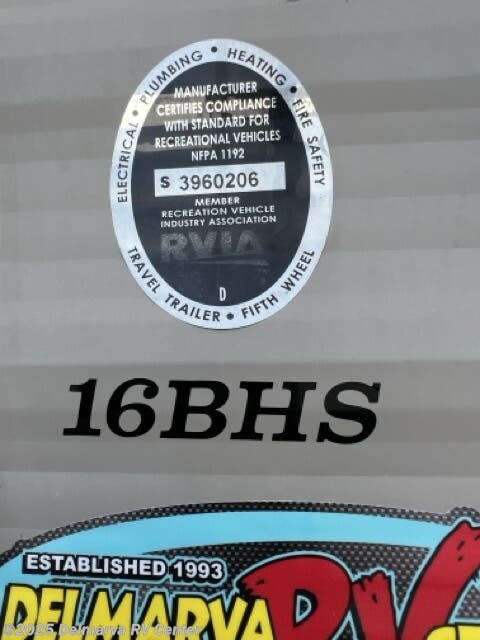 ELECTRICAL • PLUMBING • HEATING • FIRE SAFETY
MANUFACTURER
CERTIFIES COMPLIANCE
WITH STANDARD FOR
RECREATIONAL VEHICLES
NFPA 1192
S 3960206
MEMBER
RECREATION VEHICLE
INDUSTRY ASSOCIATION
RVIA
D
TRAVEL TRAILER • FIFTH WHEEL
16BHS
ESTABLISHED 1993
DELMARVA RV
©2025 Delmarva RV Center